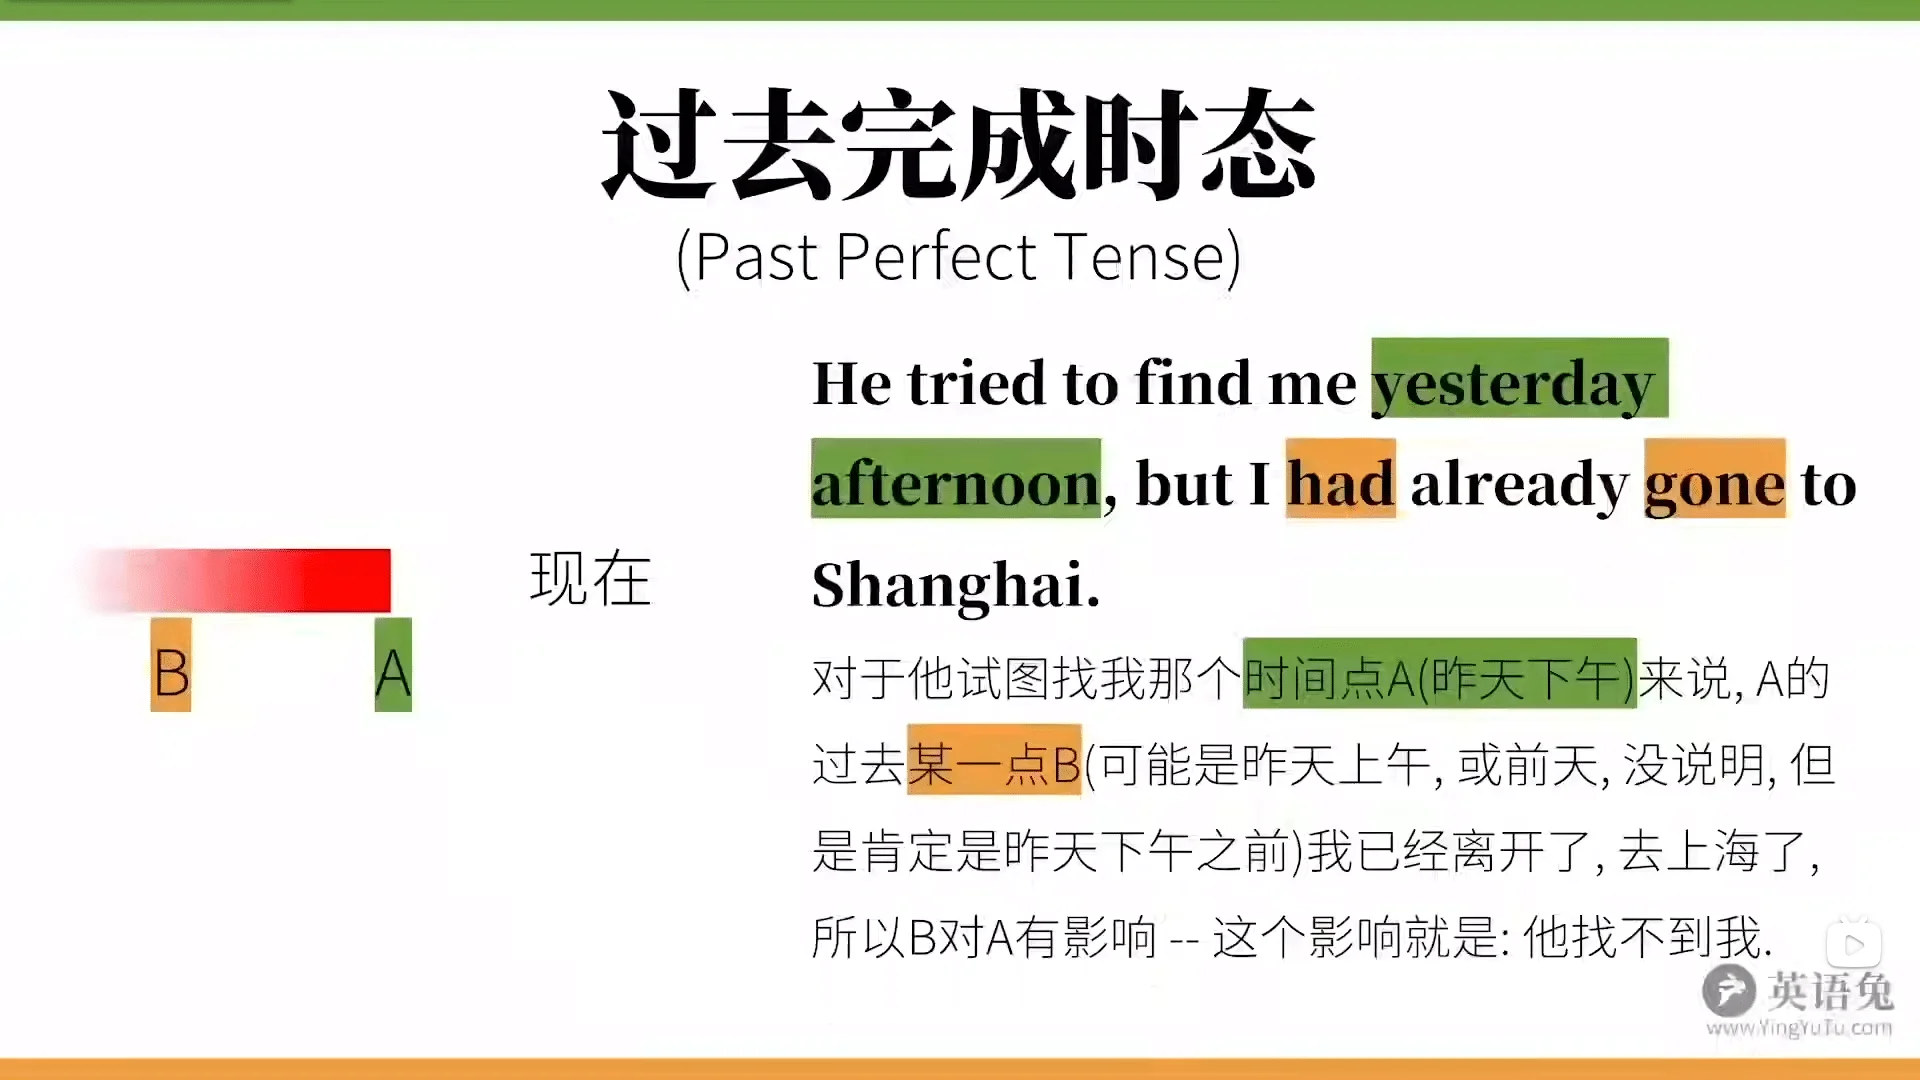 过去完成时态
(Past Perfect Tense)
He tried to find me yesterday
afternoon, but I had already gone to
Shanghai.
现在
B
A
对于他试图找我那个时间点A(昨天下午)来说, A的
过去某一点B(可能是昨天上午, 或前天, 没说明, 但
是肯定是昨天下午之前)我已经离开了, 去上海了,
所以B对A有影响 -- 这个影响就是: 他找不到我.
英语兔
www.YingYuTu.com